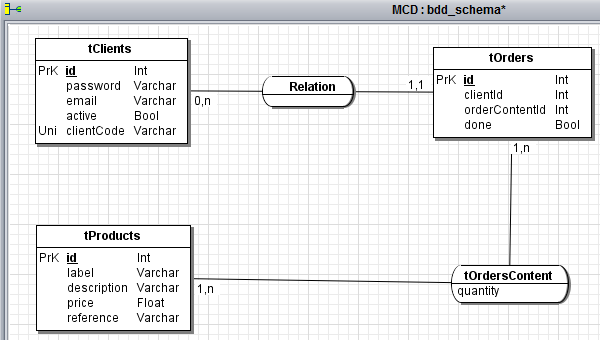 MCD : bdd_schema*
tClients
PrK id Int
password Varchar
email Varchar
active Bool
Uni clientCode Varchar
0,n
Relation
1,1
tOrders
PrK id Int
clientId Int
orderContentId Int
done Bool
1,n
tProducts
PrK id Int
label Varchar
description Varchar
price Float
reference Varchar
1,n
tOrdersContent
quantity